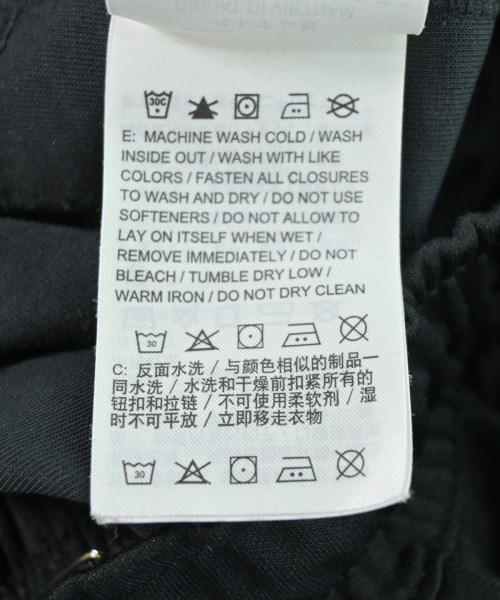 DIBUAT DI VIETNAM
30C
E: MACHINE WASH COLD / WASH
INSIDE OUT / WASH WITH LIKE
COLORS / FASTEN ALL CLOSURES
TO WASH AND DRY / DO NOT USE
SOFTENERS / DO NOT ALLOW TO
LAY ON ITSELF WHEN WET /
REMOVE IMMEDIATELY / DO NOT
BLEACH / TUMBLE DRY LOW /
WARM IRON / DO NOT DRY CLEAN
30
C: 反面水洗 / 与颜色相似的制品一
同水洗 / 水洗和干燥前扣紧所有的
钮扣和拉链 / 不可使用柔软剂 / 湿
时不可平放 / 立即移走衣物
30